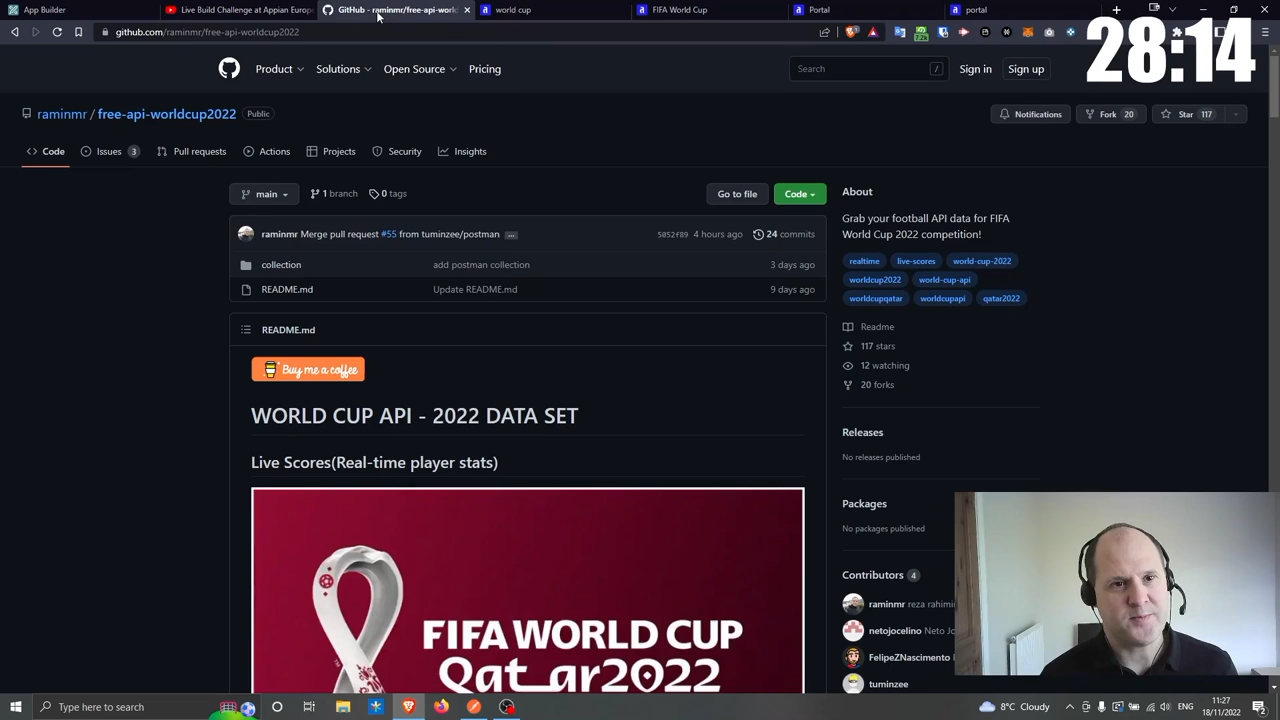 App Builder
Live Build Challenge at Appian Europe
GitHub - raminmr/free-api-world
world cup
FIFA World Cup
Portal
portal
github.com/raminmr/free-api-worldcup2022
28:14
Product
Solutions
Open Source
Pricing
Search
/
Sign in
Sign up
raminmr / free-api-worldcup2022
Public
Notifications
Fork 20
Star 117
Code
Issues 3
Pull requests
Actions
Projects
Security
Insights
main
1 branch
0 tags
Go to file
Code
raminmr Merge pull request #55 from tuminzee/postman ...
5052f89 4 hours ago
24 commits
collection
add postman collection
3 days ago
README.md
Update README.md
9 days ago
README.md
Buy me a coffee
WORLD CUP API - 2022 DATA SET
Live Scores(Real-time player stats)
FIFA WORLD CUP
Qatar2022
About
Grab your football API data for FIFA
World Cup 2022 competition!
realtime
live-scores
world-cup-2022
worldcup2022
world-cup-api
worldcupqatar
worldcupapi
qatar2022
Readme
117 stars
12 watching
20 forks
Releases
No releases published
Packages
No packages published
Contributors 4
raminmr reza rahimi
netojocelino Neto Jo
FelipeZNascimento
tuminzee
Type here to search
8°C Cloudy
11:27
18/11/2022